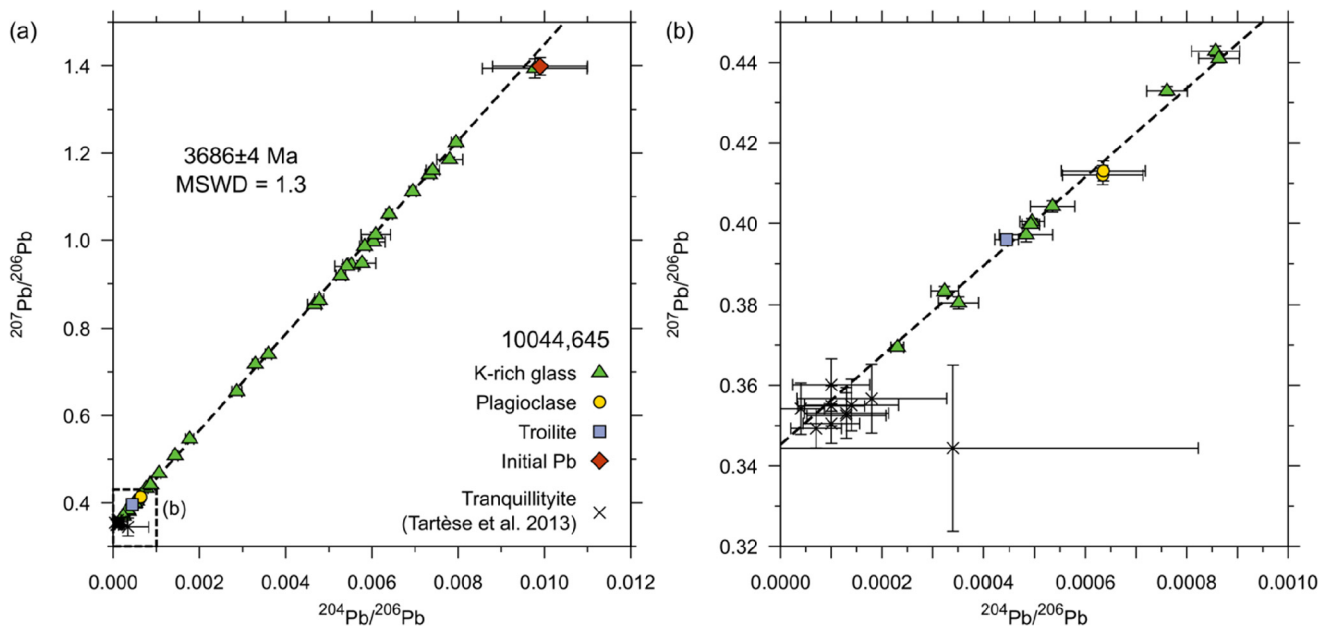 (a)
1.4
1.2
1.0
0.8
0.6
0.4
207Pb/206Pb
3686±4 Ma
MSWD = 1.3
10044,645
K-rich glass
Plagioclase
Troilite
Initial Pb
Tranquillityite
(Tartèse et al. 2013)
(b)
0.000 0.002 0.004 0.006 0.008 0.010 0.012
204Pb/206Pb
(b)
0.44
0.42
0.40
0.38
0.36
0.34
0.32
207Pb/206Pb
0.0000 0.0002 0.0004 0.0006 0.0008 0.0010
204Pb/206Pb